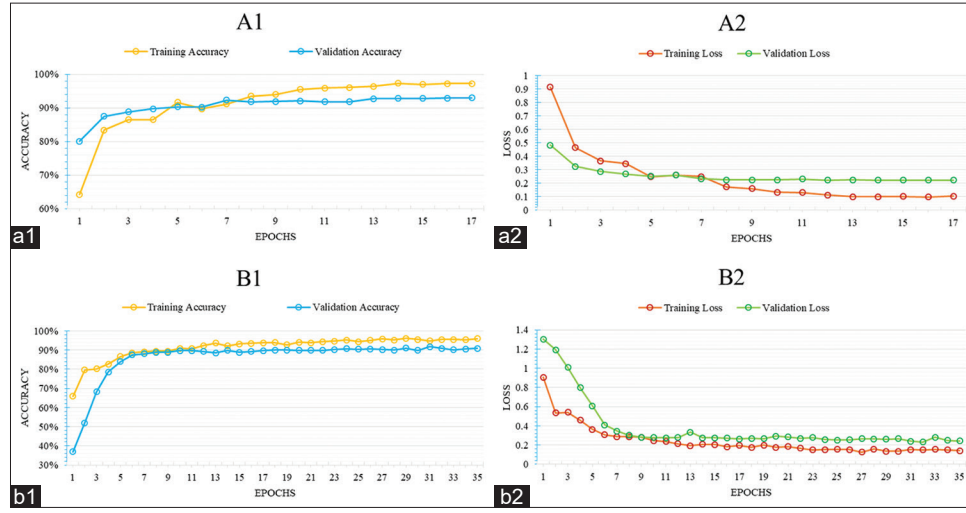 A1
Training Accuracy Validation Accuracy
100%
90%
80%
70%
60%
ACCURACY
1 3 5 7 9 11 13 15 17
EPOCHS
a1
A2
Training Loss Validation Loss
1
0.9
0.8
0.7
0.6
0.5
0.4
0.3
0.2
0.1
0
LOSS
1 3 5 7 9 11 13 15 17
EPOCHS
a2
B1
Training Accuracy Validation Accuracy
100%
90%
80%
70%
60%
50%
40%
30%
ACCURACY
1 3 5 7 9 11 13 15 17 19 21 23 25 27 29 31 33 35
EPOCHS
b1
B2
Training Loss Validation Loss
1.4
1.2
1
0.8
0.6
0.4
0.2
0
LOSS
1 3 5 7 9 11 13 15 17 19 21 23 25 27 29 31 33 35
EPOCHS
b2